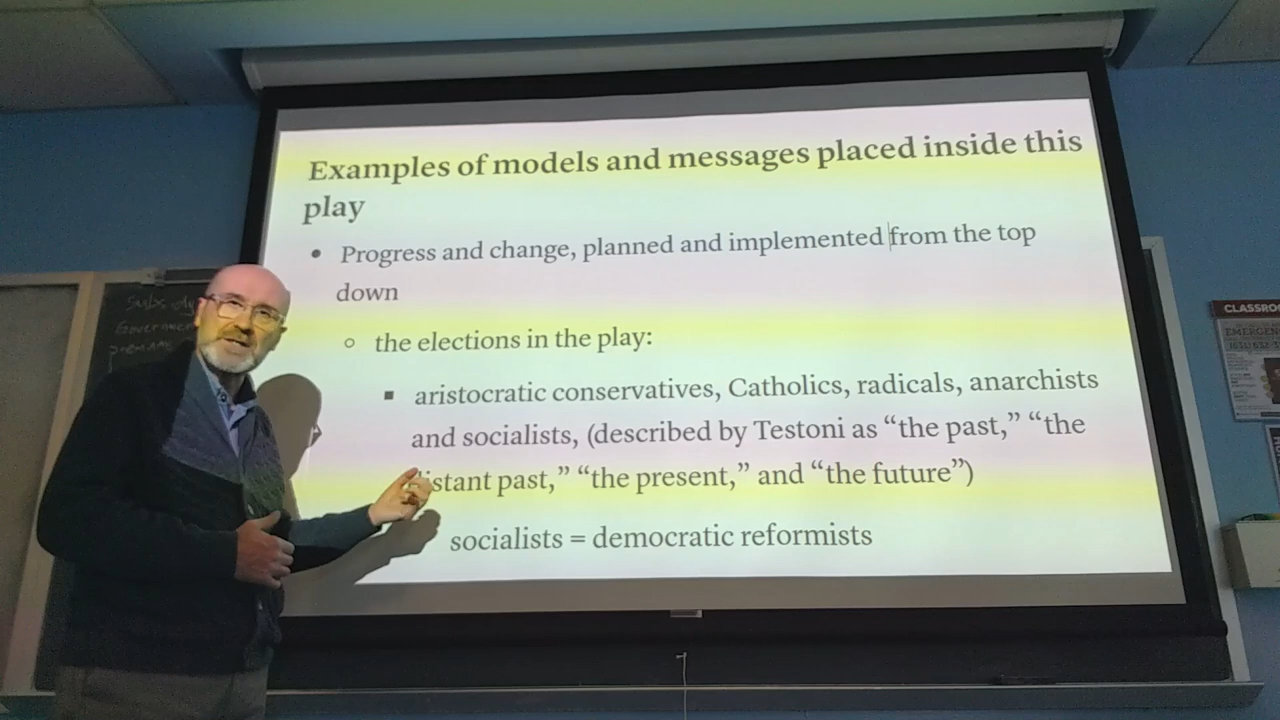 Examples of models and messages placed inside this
play
• Progress and change, planned and implemented from the top
down
○ the elections in the play:
▪ aristocratic conservatives, Catholics, radicals, anarchists
and socialists, (described by Testoni as “the past,” “the
distant past,” “the present,” and “the future”)
socialists = democratic reformists